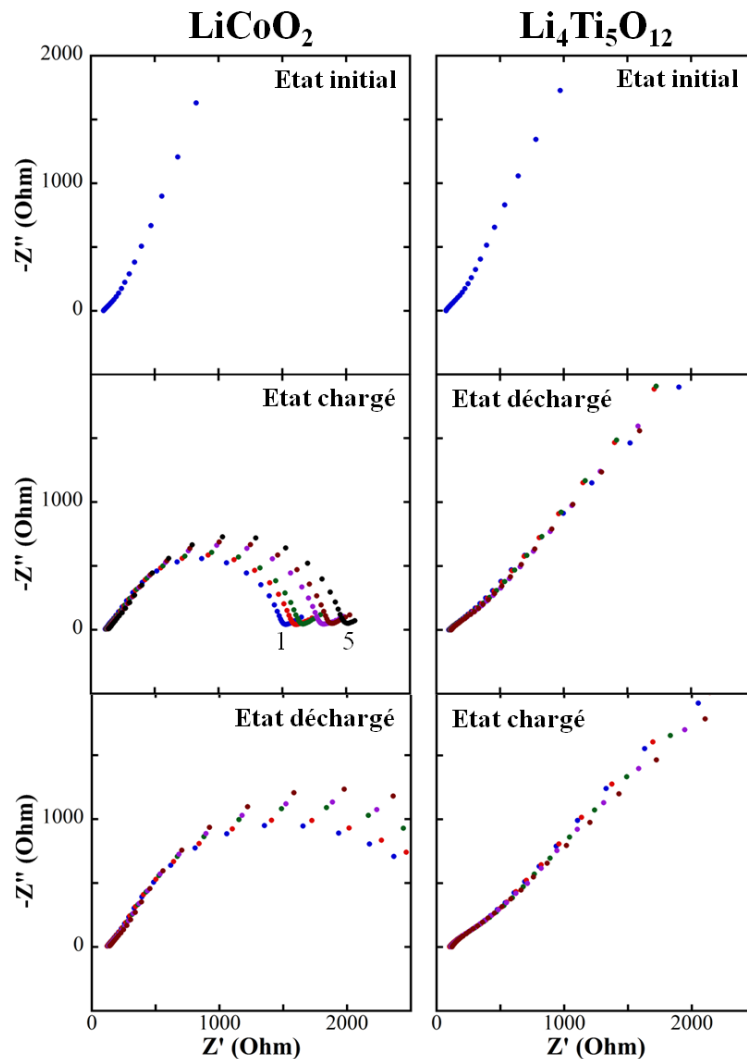 LiCoO2
Li4Ti5O12
2000
Etat initial
Etat initial
1000
-Z'' (Ohm)
0
Etat chargé
Etat déchargé
1000
-Z'' (Ohm)
0
1
5
Etat déchargé
Etat chargé
1000
-Z'' (Ohm)
0
0
1000
2000
0
1000
2000
Z' (Ohm)
Z' (Ohm)